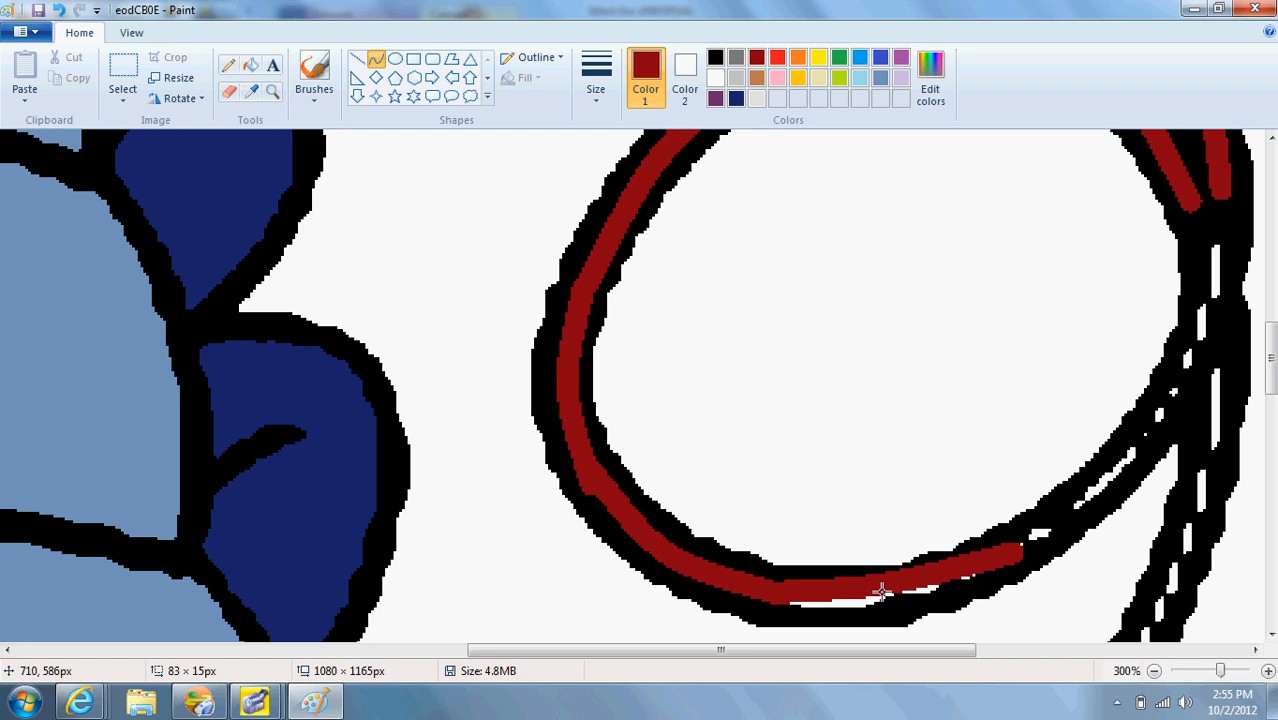 eodCB0E - Paint
Home View
Paste
Cut
Copy
Clipboard
Select
Crop
Resize
Rotate
Image
A
Tools
Brushes
Outline
Fill
Shapes
Size
Color 1
Color 2
Edit colors
Colors
710, 586px
83 × 15px
1080 × 1165px
Size: 4.8MB
300%
2:55 PM
10/2/2012